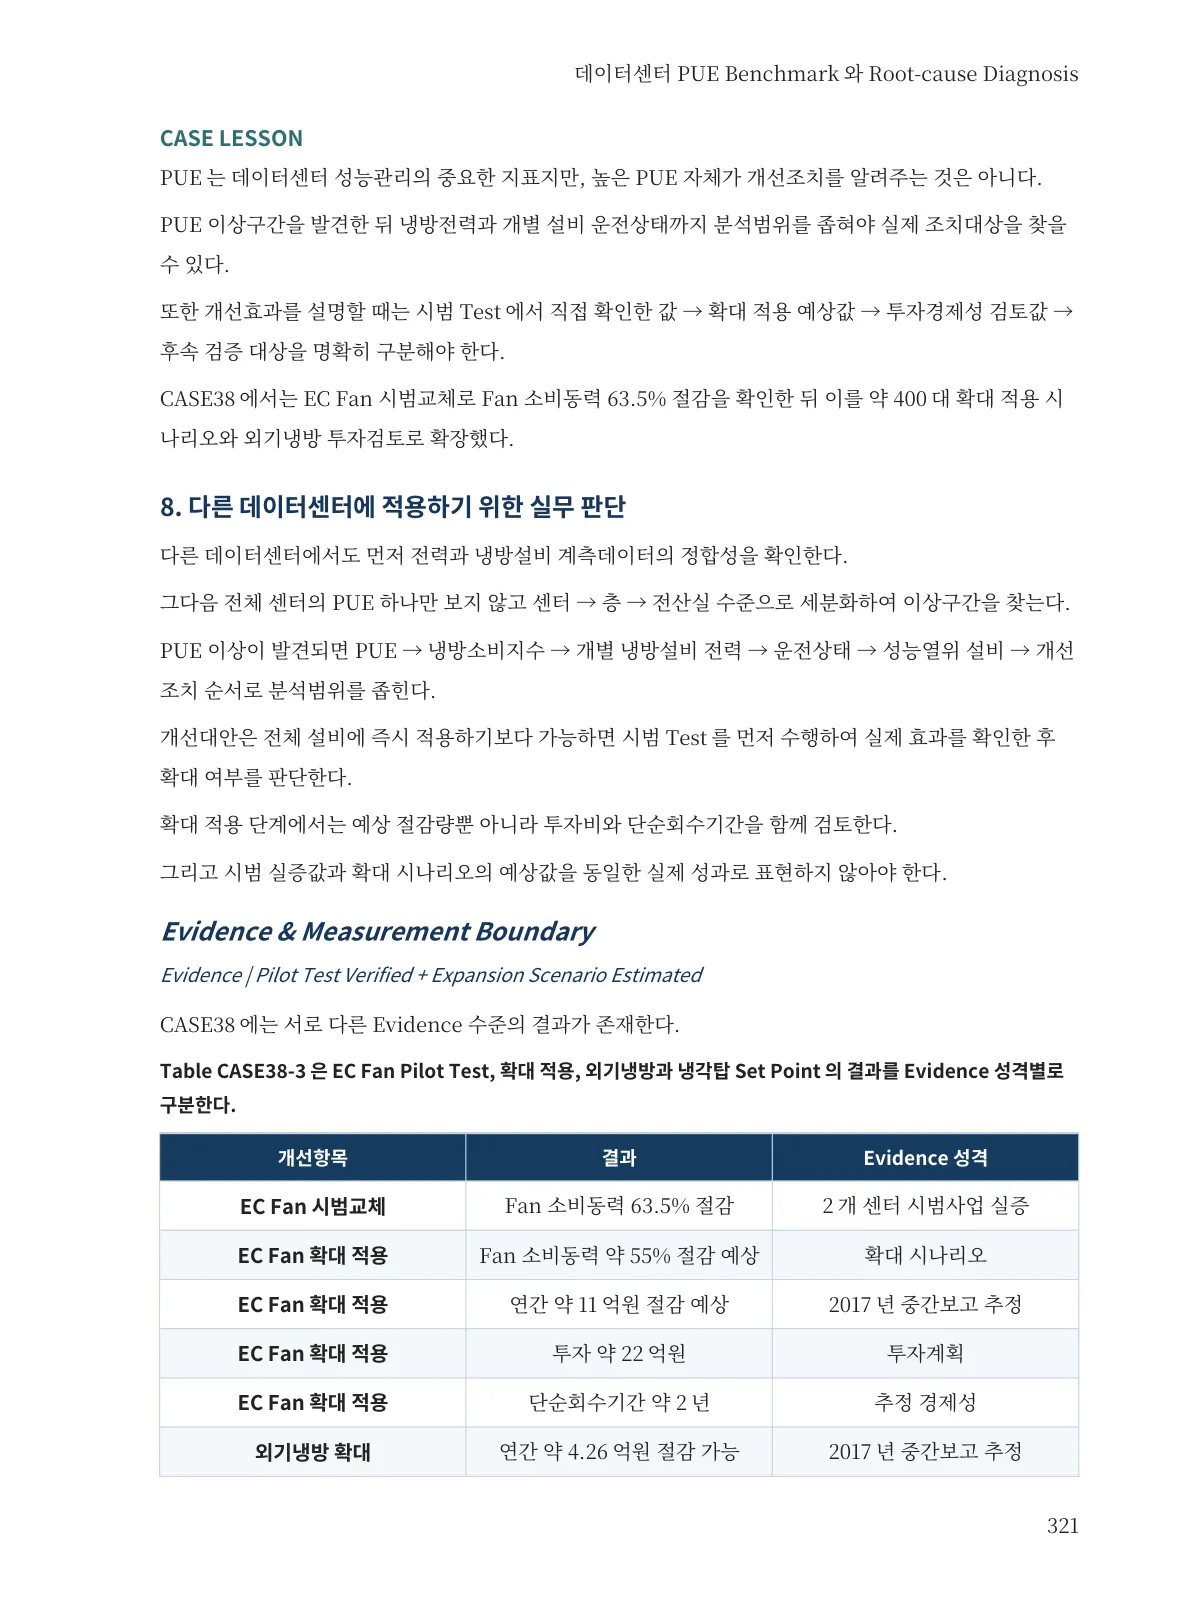 데이터센터 PUE Benchmark 와 Root-cause Diagnosis
CASE LESSON
PUE 는 데이터센터 성능관리의 중요한 지표지만, 높은 PUE 자체가 개선조치를 알려주는 것은 아니다.
PUE 이상구간을 발견한 뒤 냉방전력과 개별 설비 운전상태까지 분석범위를 좁혀야 실제 조치대상을 찾을
수 있다.
또한 개선효과를 설명할 때는 시범 Test 에서 직접 확인한 값 → 확대 적용 예상값 → 투자경제성 검토값 →
후속 검증 대상을 명확히 구분해야 한다.
CASE38 에서는 EC Fan 시범교체로 Fan 소비동력 63.5% 절감을 확인한 뒤 이를 약 400 대 확대 적용 시
나리오와 외기냉방 투자검토로 확장했다.
8. 다른 데이터센터에 적용하기 위한 실무 판단
다른 데이터센터에서도 먼저 전력과 냉방설비 계측데이터의 정합성을 확인한다.
그다음 전체 센터의 PUE 하나만 보지 않고 센터 → 층 → 전산실 수준으로 세분화하여 이상구간을 찾는다.
PUE 이상이 발견되면 PUE → 냉방소비지수 → 개별 냉방설비 전력 → 운전상태 → 성능열위 설비 → 개선
조치 순서로 분석범위를 좁힌다.
개선대안은 전체 설비에 즉시 적용하기보다 가능하면 시범 Test 를 먼저 수행하여 실제 효과를 확인한 후
확대 여부를 판단한다.
확대 적용 단계에서는 예상 절감량뿐 아니라 투자비와 단순회수기간을 함께 검토한다.
그리고 시범 실증값과 확대 시나리오의 예상값을 동일한 실제 성과로 표현하지 않아야 한다.
Evidence & Measurement Boundary
Evidence | Pilot Test Verified + Expansion Scenario Estimated
CASE38 에는 서로 다른 Evidence 수준의 결과가 존재한다.
Table CASE38-3 은 EC Fan Pilot Test, 확대 적용, 외기냉방과 냉각탑 Set Point 의 결과를 Evidence 성격별로
구분한다.
개선항목 결과 Evidence 성격
EC Fan 시범교체 Fan 소비동력 63.5% 절감 2 개 센터 시범사업 실증
EC Fan 확대 적용 Fan 소비동력 약 55% 절감 예상 확대 시나리오
EC Fan 확대 적용 연간 약 11 억원 절감 예상 2017 년 중간보고 추정
EC Fan 확대 적용 투자 약 22 억원 투자계획
EC Fan 확대 적용 단순회수기간 약 2 년 추정 경제성
외기냉방 확대 연간 약 4.26 억원 절감 가능 2017 년 중간보고 추정
321